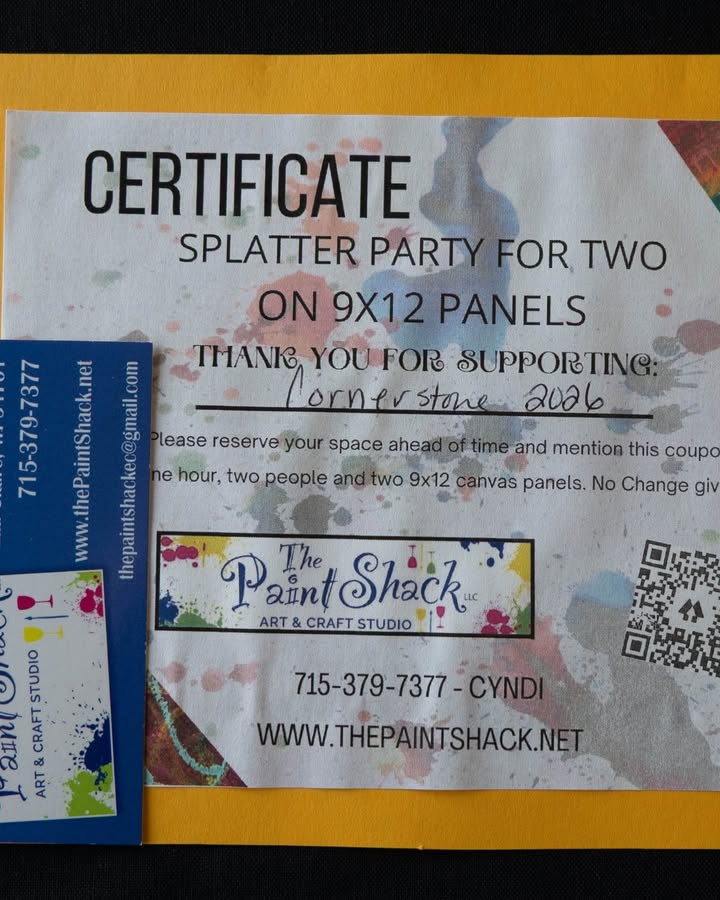 CERTIFICATE
SPLATTER PARTY FOR TWO
ON 9X12 PANELS
THANK YOU FOR SUPPORTING:
Cornerstone 2026
Please reserve your space ahead of time and mention this coupo
ne hour, two people and two 9x12 canvas panels. No Change giv
The
Paint Shack LLC
ART & CRAFT STUDIO
715-379-7377 - CYNDI
WWW.THEPAINTSHACK.NET
715-379-7377
www.thePaintShack.net
thepaintshackec@gmail.com
Paint Shack
ART & CRAFT STUDIO